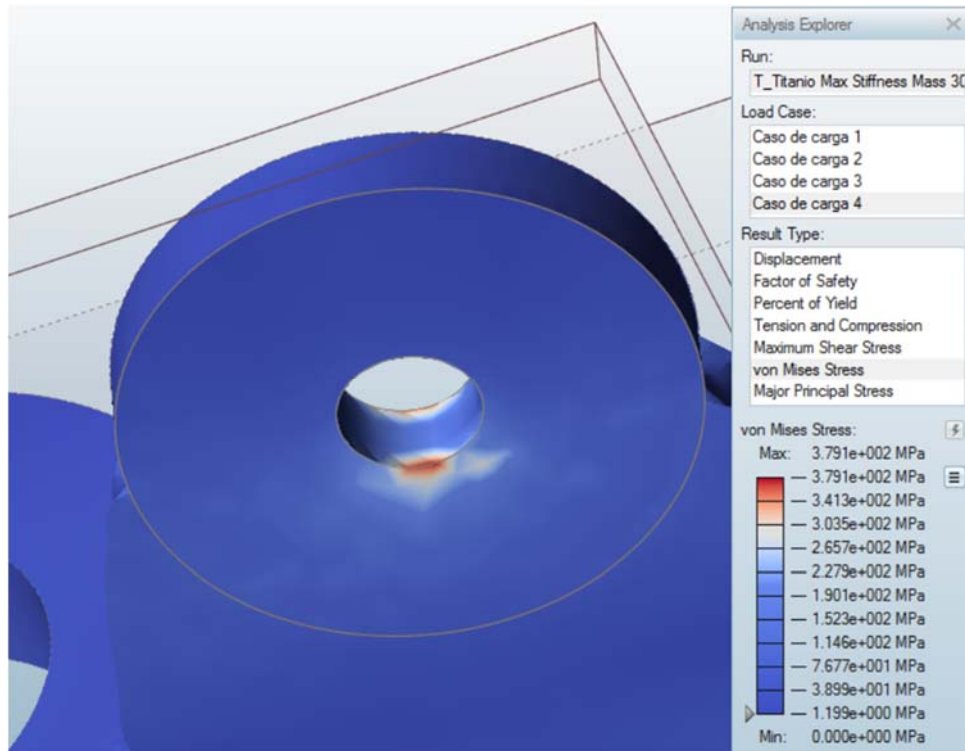 Analysis Explorer
Run:
T_Titanio Max Stiffness Mass 30
Load Case:
Caso de carga 1
Caso de carga 2
Caso de carga 3
Caso de carga 4
Result Type:
Displacement
Factor of Safety
Percent of Yield
Tension and Compression
Maximum Shear Stress
von Mises Stress
Major Principal Stress
von Mises Stress:
Max: 3.791e+002 MPa
3.791e+002 MPa
3.413e+002 MPa
3.035e+002 MPa
2.657e+002 MPa
2.279e+002 MPa
1.901e+002 MPa
1.523e+002 MPa
1.146e+002 MPa
7.677e+001 MPa
3.899e+001 MPa
1.199e+000 MPa
Min: 0.000e+000 MPa